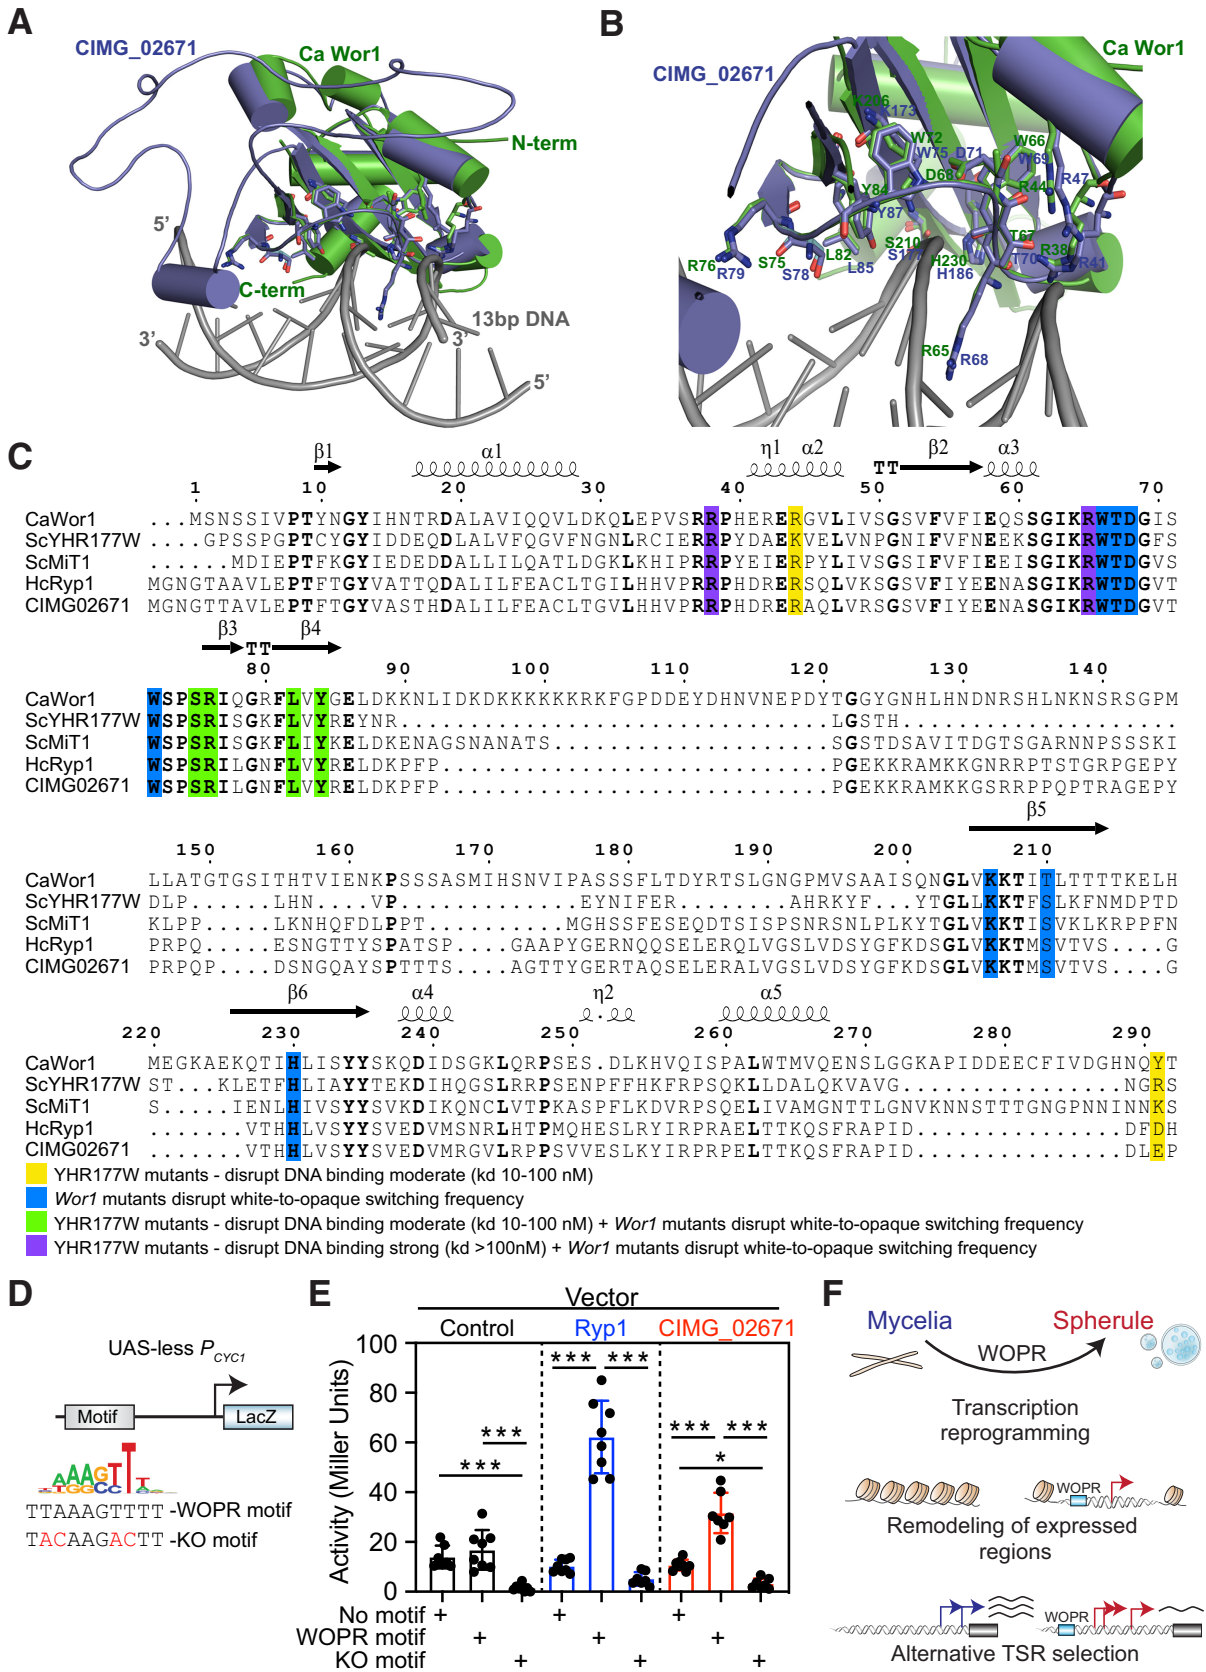 A
CIMG_02671
Ca Wor1
N-term
5'
C-term
13bp DNA
3'
3'
5'
B
Ca Wor1
CIMG_02671
K206
K173
W72
W75
D71
W66
W69
D68
R44
R47
Y84
Y87
T67
S210
L82
R38
R76
S75
H230
T70
R41
R79
S78
L85
H186
R65
R68
C
β1 α1 η1 α2 TT β2 α3
1 10 20 30 40 50 60 70
CaWor1 ...MSNSSIVPTYNGYIDNTRDALAVIQQVLDKQLEPVSRRPHERERGVLIVSGSVFVFIEQSSGIKRWTDGIS
ScYHR177W ....GPSSPGPTCYGYIDDEQDLALVFQGVFNGNLRCIERRPYDAEKVELVNPGNIFVFNEEKSGIKRWTDGFS
ScMiT1 ......MDIEPTFKGYIEDEDDALLILQATLDGKLKHIPRRPYEIERPYLIVSGSIFVFIEEISGIKRWTDGVS
HcRyp1 MGNGTAAVLEPTFTGYVATTQDALILFEACLTGILHHVPRRPHDRERSQLVKSGSIFIYEENASGIKRWTDGVT
CIMG02671 MGNGTTAVLEPTFTGYVASTHDALILFEACLTGVLHHVPRRPHDRERAQLVRSGSVFIYEENASGIKRWTDGVT
β3 TT β4
80 90 100 110 120 130 140
CaWor1 WSPSRIQGRFLVYGELDKKNLIDKDKKKKKKRKFGPDDEYDHNVNEPDYTGGYGNHLHNDNRSHLNKNSRSGPM
ScYHR177W WSPSRISGKFLVYREYNR...............................LGSTH....................
ScMiT1 WSPSRISGKFLIYKELDKENAGSNANATS....................SGSTDSAVITDGTSGARNNPSSSKI
HcRyp1 WSPSRILGNFLVYRELDKPFP............................PGEKKRAMKKGNRRPTSTGRPGEPY
CIMG02671 WSPSRILGNFLVYRELDKPFP............................PGEKKRAMKKGSRRPPQPTRAGEPY
β5
150 160 170 180 190 200 210
CaWor1 LLATGTGSITHTVIENKPSSSASMIHSNVIPASSSFLTDYRTSLGNGPMVSAAISQNGLVKKTITLTTTTKELH
ScYHR177W DLP......LHN....VP.............EYNIFER........AHRKYF...YTGLLKKTFSLKFNMDPTD
ScMiT1 KLPP.....LKNHQFDLPPT..........MGHSSFESEQDTSISPSNRSNLPLKYTGLVKKTISVKLKRPPFN
HcRyp1 PRPQ.....ESNGTTYSPATSP....GAAPYGERNQQSELERQLVGSLVDSYGFKDSGLVKKTMSVTVS....G
CIMG02671 PRPQP....DSNGQAYSPTTTS....AGTTYGERTAQSELERALVGSLVDSYGFKDSGLVKKTMSVTVS....G
β6 α4 η2 α5
220 230 240 250 260 270 280 290
CaWor1 MEGKAEKQTIHLISYYSKQDIDSGKLQRPSES.DLKHVQISPALWTMVQENSLGGKAPIDDEECFIVDGHNQYT
ScYHR177W ST....KLETFHLIAYYTEKDIHQGSLRRPSENPFFHKFRPSQKLLDALQKVAVG...............NGRS
ScMiT1 S.....IENLHIVSYYSVKDIKQNCLVTPKASPFLKDVRPSQELIVAMGNTTLGNVKNNSTTTGNGPNNINNKS
HcRyp1 .......VTHHLVSYYSVEDVMSNRLHTPMQHESLRYIRPRAELTTKQSFRAPID................DFDH
CIMG02671 .......VTHHSVVSYYSVEDVMRGVLRPSVVESLKYIRPRPELTTKQSFRAPID................DLEP
YHR177W mutants - disrupt DNA binding moderate (kd 10-100 nM)
Wor1 mutants disrupt white-to-opaque switching frequency
YHR177W mutants - disrupt DNA binding moderate (kd 10-100 nM) + Wor1 mutants disrupt white-to-opaque switching frequency
YHR177W mutants - disrupt DNA binding strong (kd >100nM) + Wor1 mutants disrupt white-to-opaque switching frequency
D
UAS-less PCYC1
Motif
LacZ
TTAAAGTTTT -WOPR motif
TACAAGACTT -KO motif
E
Vector
Control Ryp1 CIMG_02671
Activity (Miller Units)
100
80
60
40
20
0
*** *** *** *** *** *** *
No motif + + +
WOPR motif + + +
KO motif + + +
F
Mycelia
Spherule
WOPR
Transcription
reprogramming
WOPR
Remodeling of expressed
regions
WOPR
Alternative TSR selection